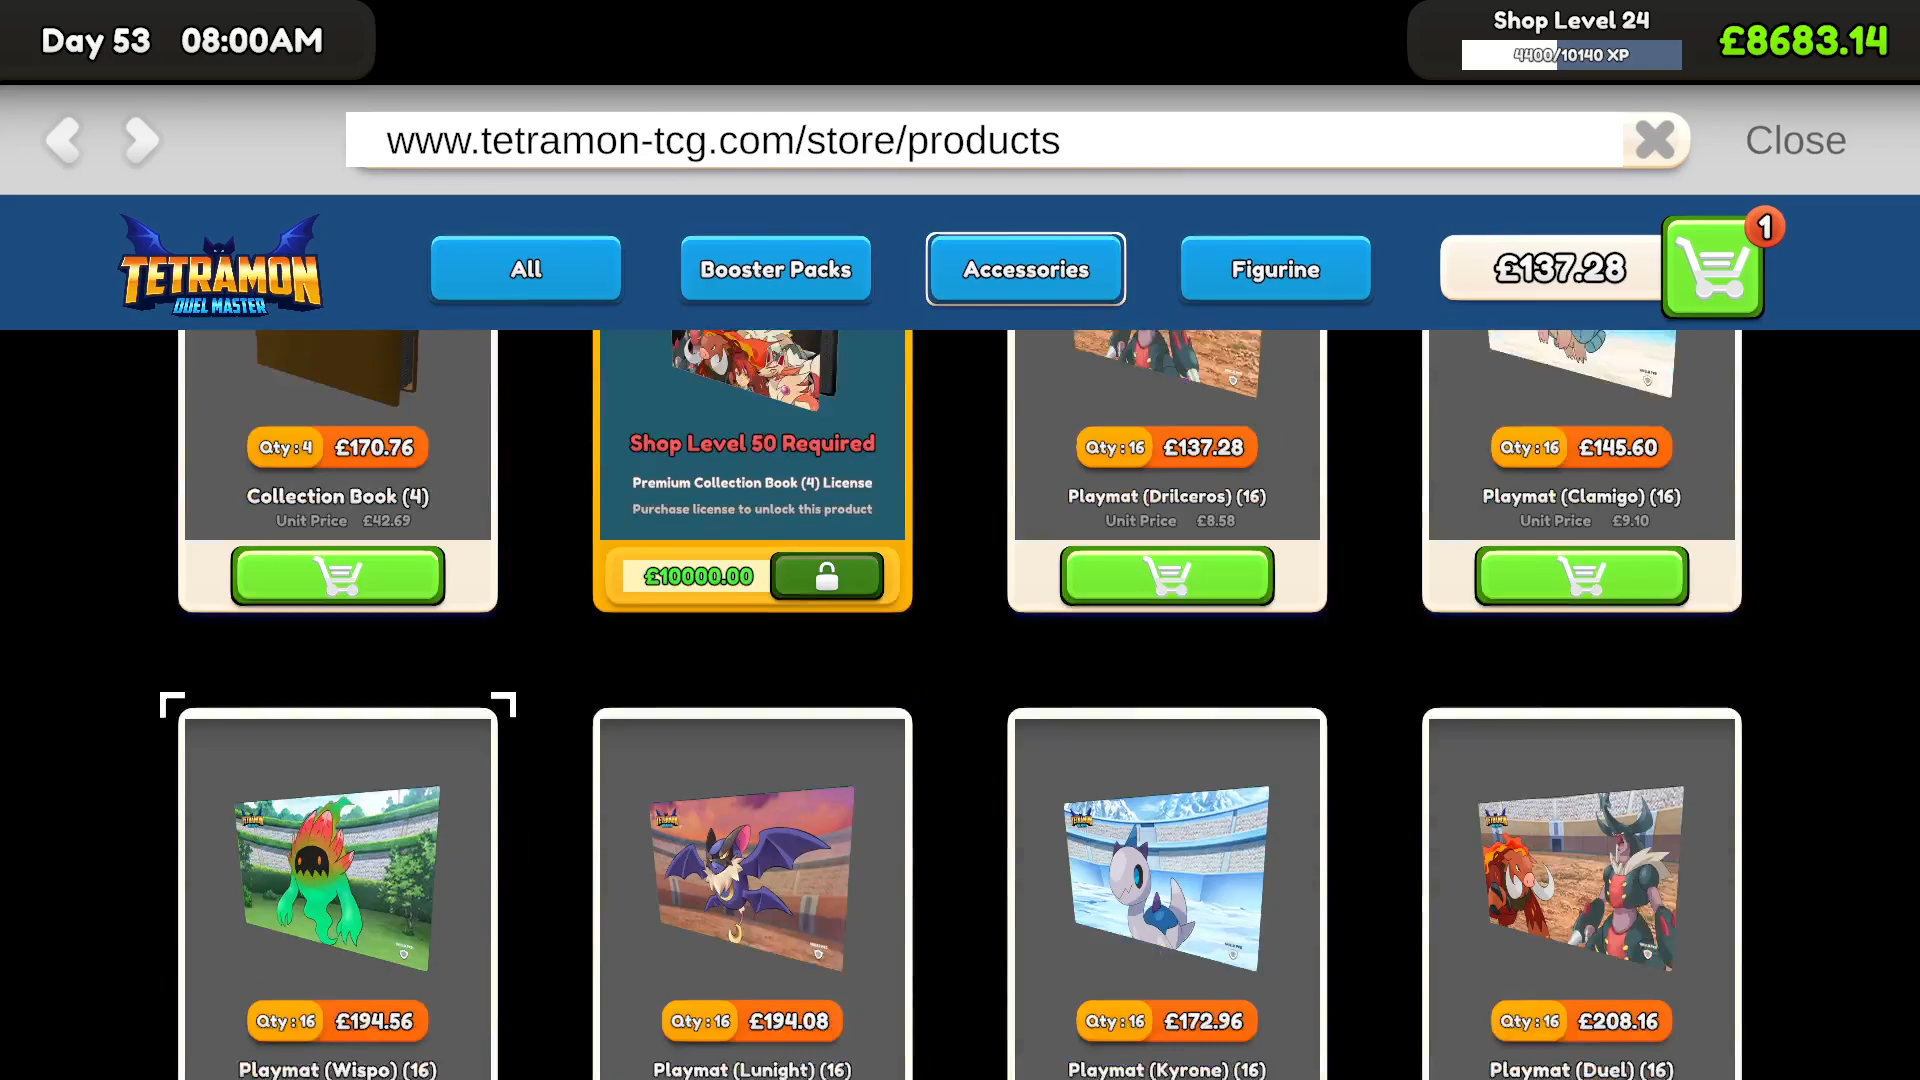 Day 53 08:00AM
Shop Level 24
4400/10140 XP
£8683.14
www.tetramon-tcg.com/store/products
Close
TETRAMON
DUEL MASTER
All
Booster Packs
Accessories
Figurine
£137.28
1
Qty : 4 £170.76
Collection Book (4)
Unit Price £42.69
Shop Level 50 Required
Premium Collection Book (4) License
Purchase license to unlock this product
£10000.00
Qty : 16 £137.28
Playmat (Drilceros) (16)
Unit Price £8.58
Qty : 16 £145.60
Playmat (Clamigo) (16)
Unit Price £9.10
TETRAMON
Qty : 16 £194.56
Playmat (Wispo) (16)
TETRAMON
Qty : 16 £194.08
Playmat (Lunight) (16)
TETRAMON
Qty : 16 £172.96
Playmat (Kyrone) (16)
TETRAMON
Qty : 16 £208.16
Playmat (Duel) (16)